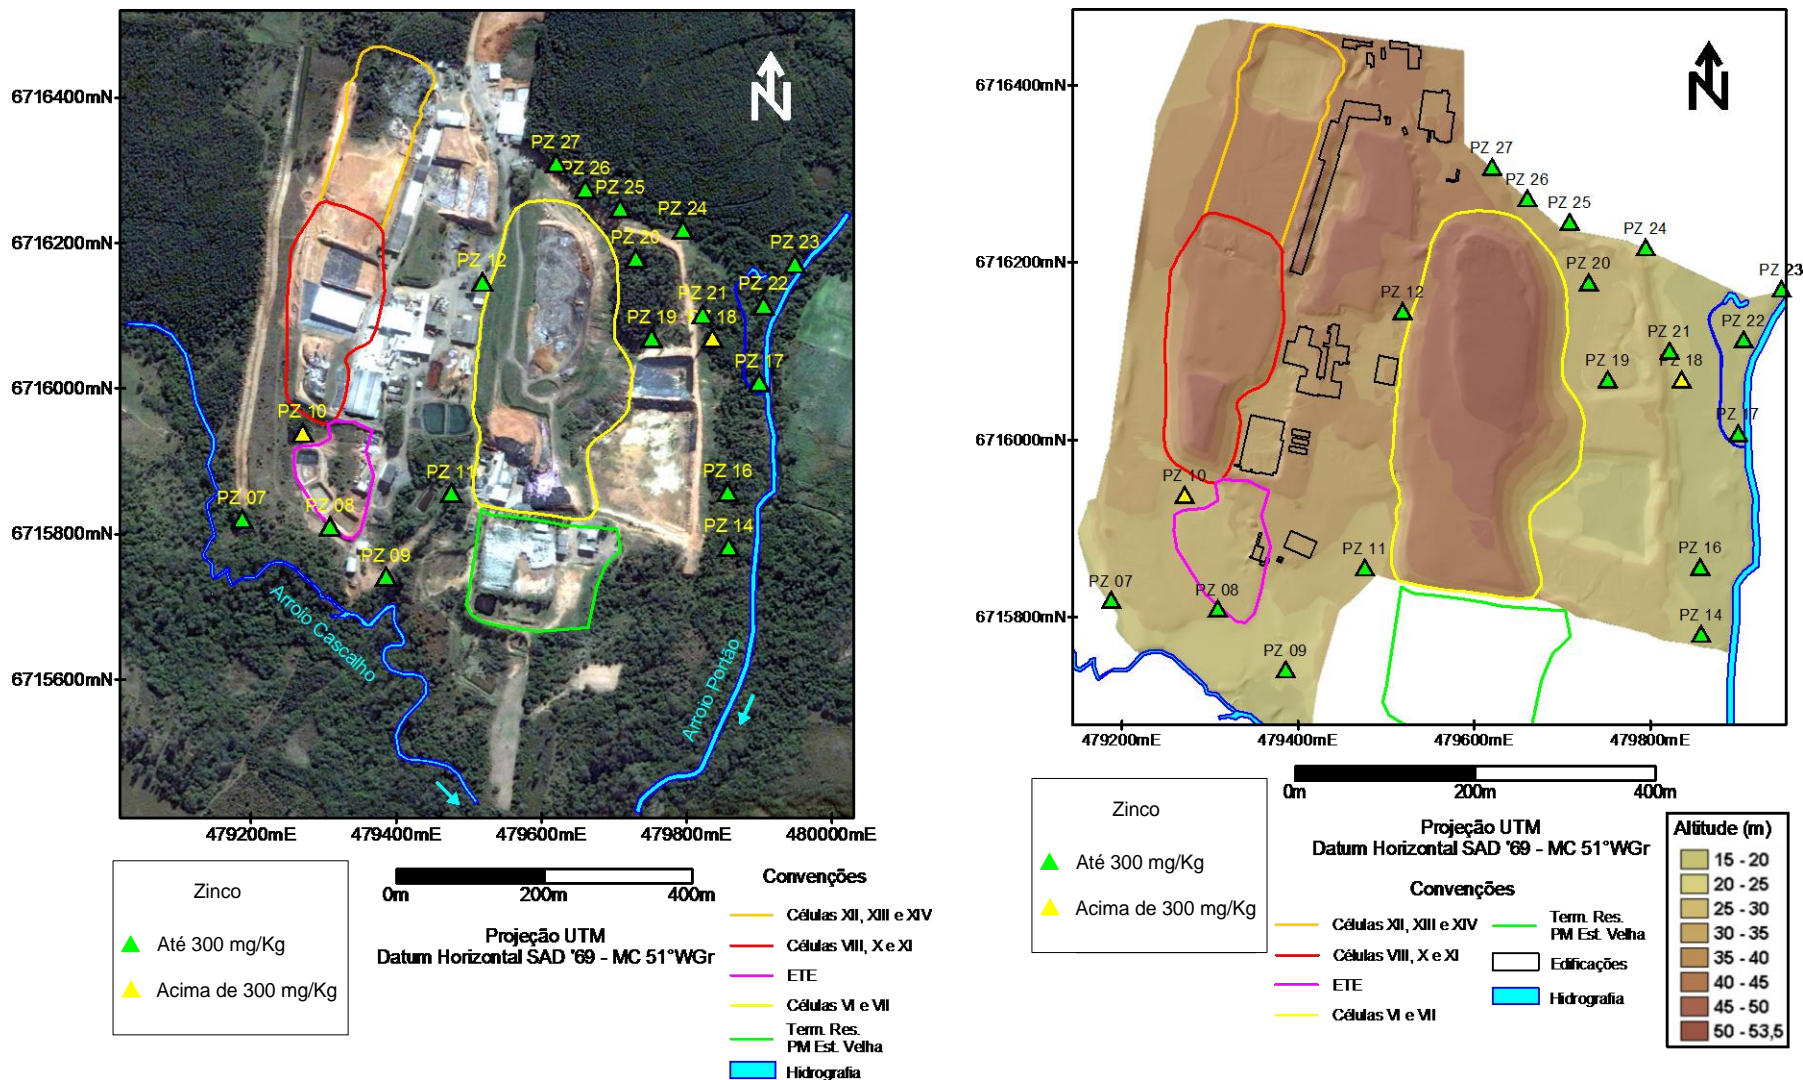 6716400mN
6716200mN
6716000mN
6715800mN
6715600mN
N
PZ 27
PZ 26
PZ 25
PZ 24
PZ 20
PZ 23
PZ 12
PZ 22
PZ 21
PZ 19
PZ 18
PZ 17
PZ 10
PZ 11
PZ 16
PZ 07
PZ 08
PZ 14
PZ 09
Arroio Cascalho
Arroio Portão
479200mE
479400mE
479600mE
479800mE
480000mE
Zinco
Até 300 mg/Kg
Acima de 300 mg/Kg
0m
200m
400m
Projeção UTM
Datum Horizontal SAD '69 - MC 51°WGr
Convenções
Células XII, XIII e XIV
Células VIII, X e XI
ETE
Células VI e VII
Term. Res.
PM Est. Velha
Hidrografia
6716400mN
6716200mN
6716000mN
6715800mN
N
PZ 27
PZ 26
PZ 25
PZ 24
PZ 20
PZ 23
PZ 12
PZ 22
PZ 21
PZ 19
PZ 18
PZ 17
PZ 10
PZ 11
PZ 16
PZ 07
PZ 08
PZ 14
PZ 09
479200mE
479400mE
479600mE
479800mE
Zinco
Até 300 mg/Kg
Acima de 300 mg/Kg
0m
200m
400m
Projeção UTM
Datum Horizontal SAD '69 - MC 51°WGr
Convenções
Células XII, XIII e XIV
Células VIII, X e XI
ETE
Células VI e VII
Term. Res.
PM Est. Velha
Edificações
Hidrografia
Altitude (m)
15 - 20
20 - 25
25 - 30
30 - 35
35 - 40
40 - 45
45 - 50
50 - 53,5